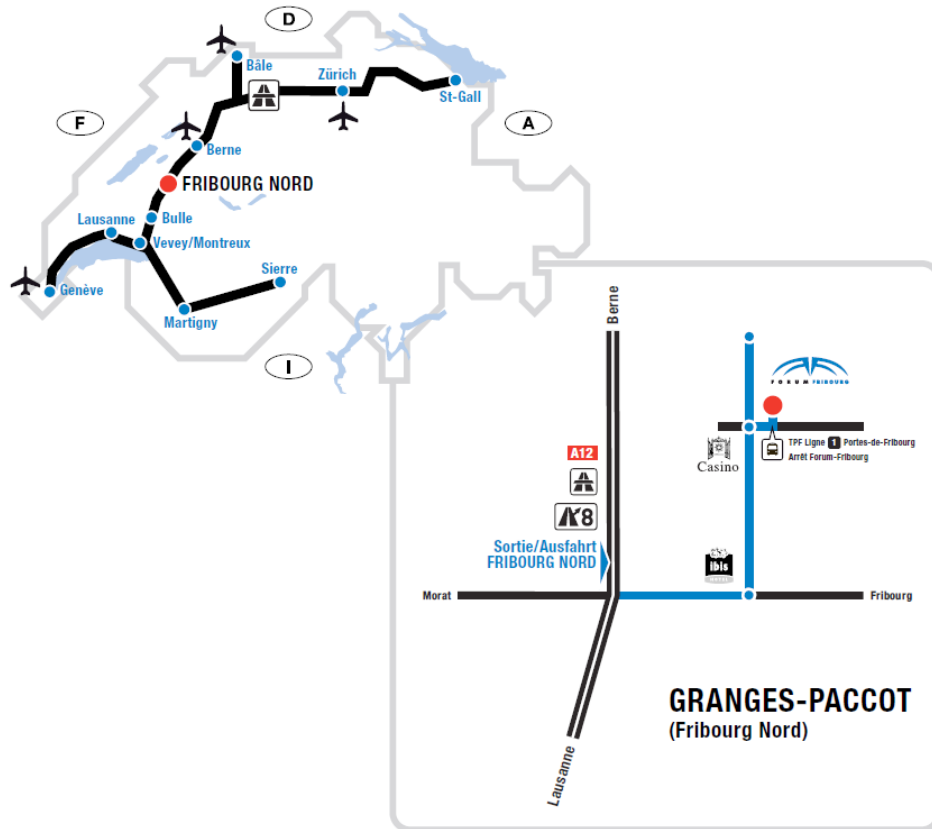 D
Bâle
Zürich
St-Gall
F
A
Berne
FRIBOURG NORD
Bulle
Lausanne
Vevey/Montreux
Genève
Sierre
Martigny
I
Berne
FORUM FRIBOURG
A12
TPF Ligne 1 Portes-de-Fribourg
Arrêt Forum-Fribourg
Casino
8
Sortie/Ausfahrt
FRIBOURG NORD
ibis
HOTEL
Morat
Fribourg
GRANGES-PACCOT
(Fribourg Nord)
Lausanne